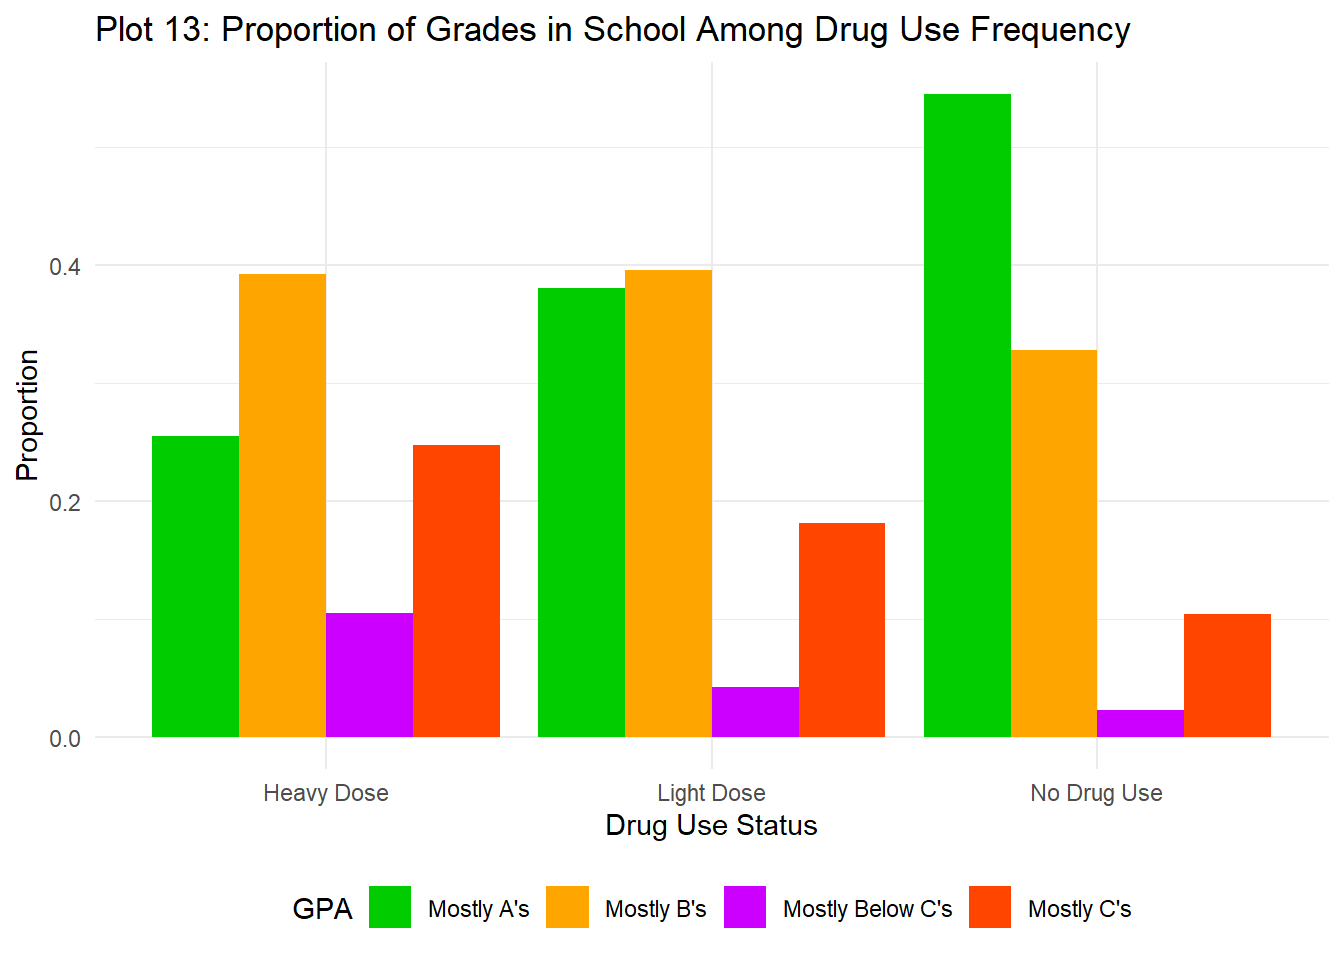 Plot 13: Proportion of Grades in School Among Drug Use Frequency
Proportion
0.4
0.2
0.0
Heavy Dose Light Dose No Drug Use
Drug Use Status
GPA Mostly A's Mostly B's Mostly Below C's Mostly C's